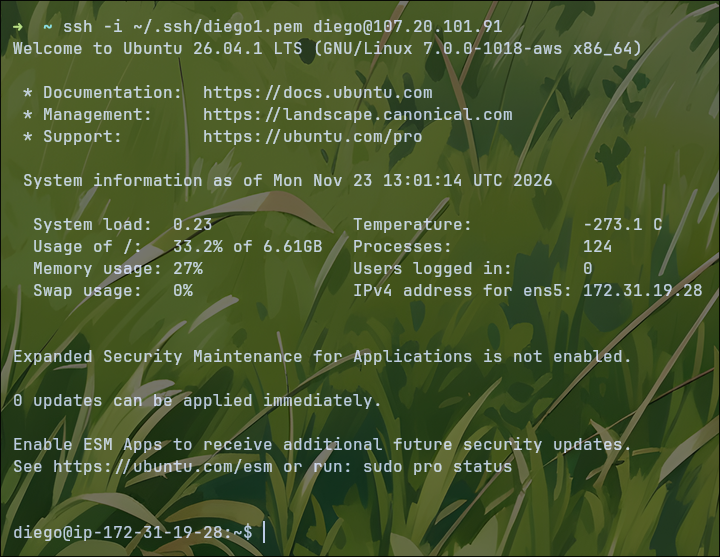 ➜  ~ ssh -i ~/.ssh/diego1.pem diego@107.20.101.91
Welcome to Ubuntu 26.04.1 LTS (GNU/Linux 7.0.0-1018-aws x86_64)

 * Documentation:  https://docs.ubuntu.com
 * Management:     https://landscape.canonical.com
 * Support:        https://ubuntu.com/pro

 System information as of Mon Nov 23 13:01:14 UTC 2026

  System load:  0.23              Temperature:           -273.1 C
  Usage of /:   33.2% of 6.61GB   Processes:             124
  Memory usage: 27%               Users logged in:       0
  Swap usage:   0%                IPv4 address for ens5: 172.31.19.28


Expanded Security Maintenance for Applications is not enabled.

0 updates can be applied immediately.

Enable ESM Apps to receive additional future security updates.
See https://ubuntu.com/esm or run: sudo pro status


diego@ip-172-31-19-28:~$